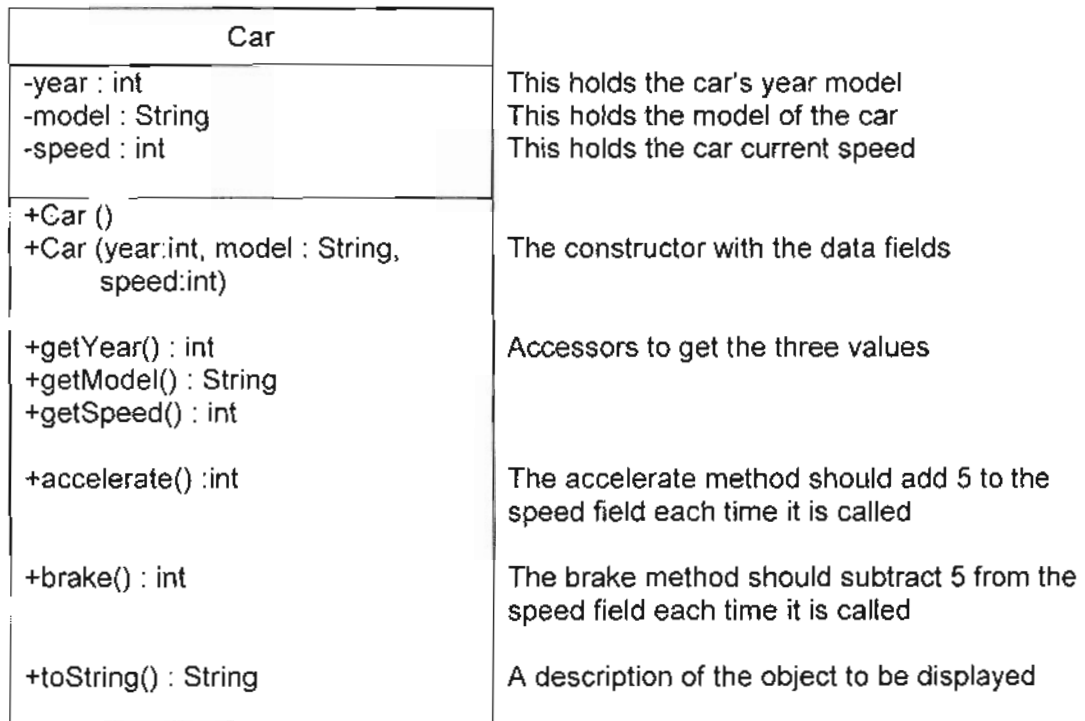 Car
-year : int
This holds the car's year model
-model : String
This holds the model of the car
-speed : int
This holds the car current speed
+Car ()
+Car (year:int, model : String,
speed:int)
The constructor with the data fields
+getYear() : int
Accessors to get the three values
+getModel() : String
+getSpeed() : int
+accelerate() :int
The accelerate method should add 5 to the
speed field each time it is called
+brake() : int
The brake method should subtract 5 from the
speed field each time it is called
+toString() : String
A description of the object to be displayed